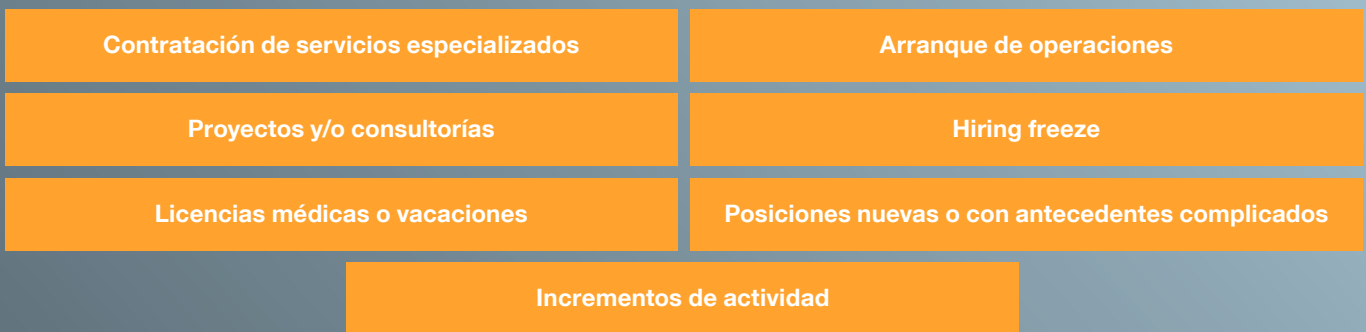 Contratación de servicios especializados
Arranque de operaciones
Proyectos y/o consultorías
Hiring freeze
Licencias médicas o vacaciones
Posiciones nuevas o con antecedentes complicados
Incrementos de actividad